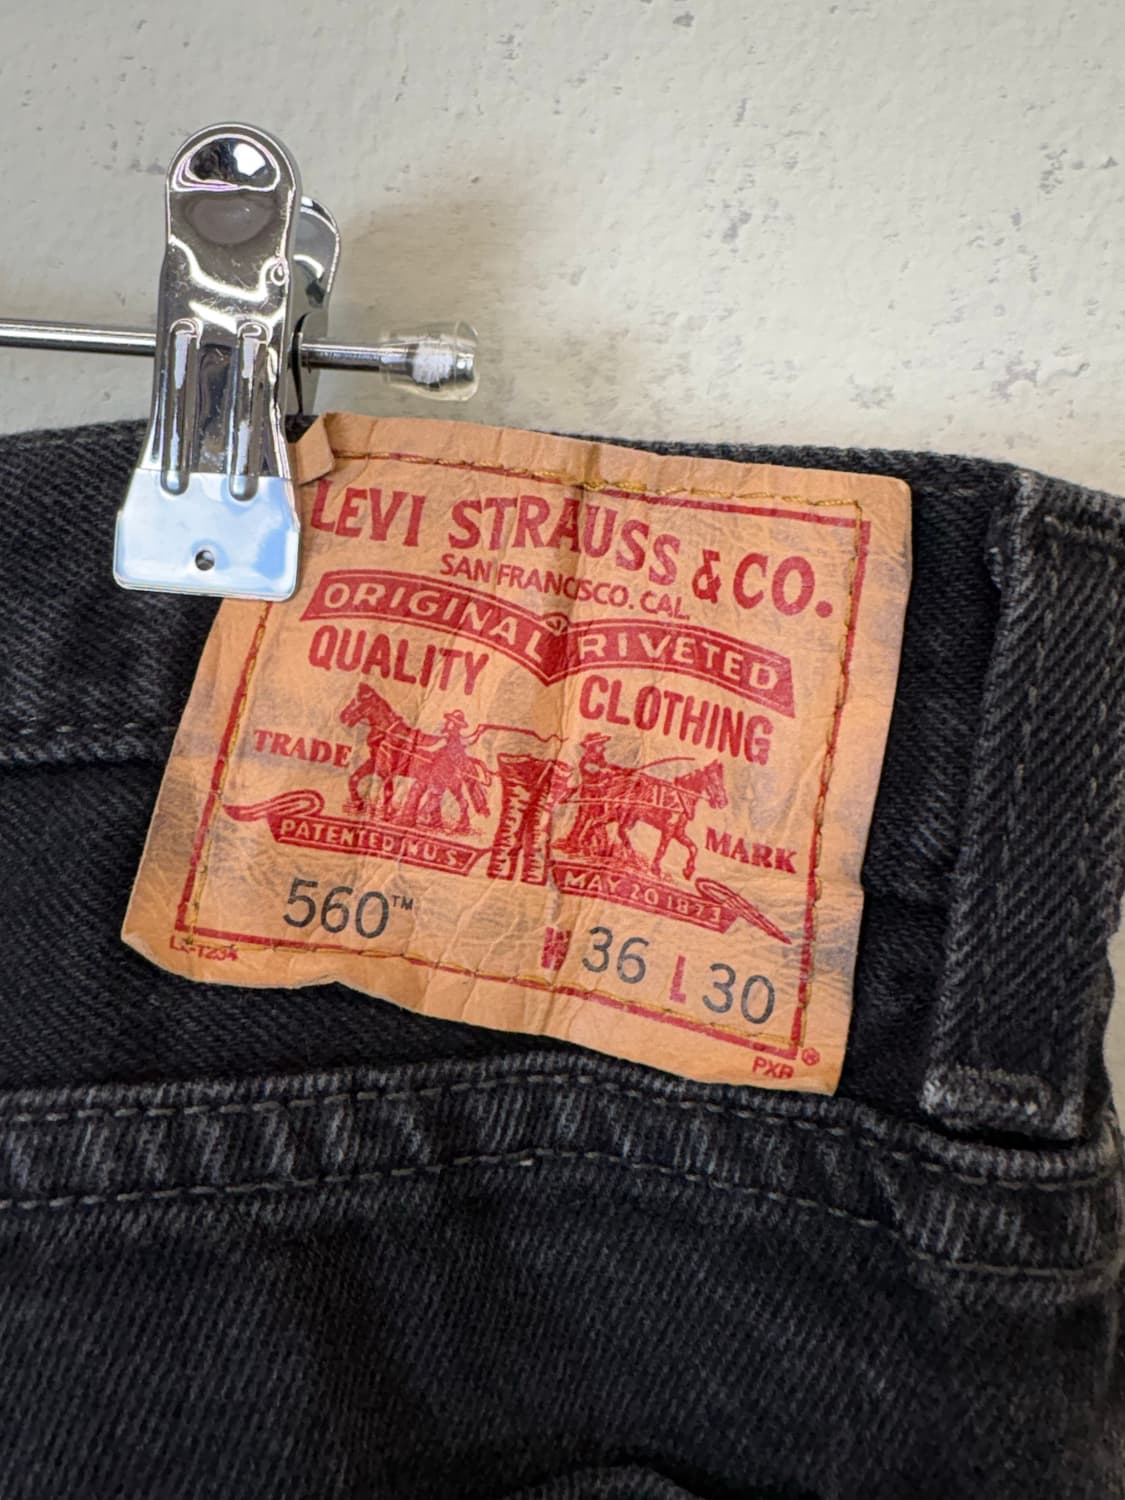 LEVI STRAUSS & CO.
SAN FRANCISCO. CAL.
ORIGINAL RIVETED
QUALITY CLOTHING
TRADE MARK
PATENTED IN U.S. MAY 20 1873
560™ W 36 L 30
PXR®